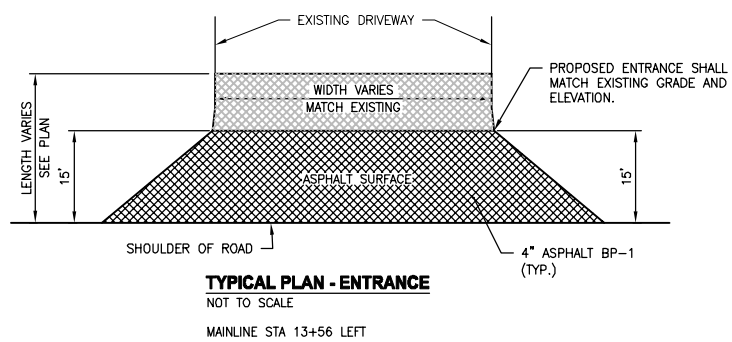 EXISTING DRIVEWAY
PROPOSED ENTRANCE SHALL
MATCH EXISTING GRADE AND
ELEVATION.
WIDTH VARIES
MATCH EXISTING
LENGTH VARIES
SEE PLAN
15'
ASPHALT SURFACE
15'
SHOULDER OF ROAD
4" ASPHALT BP-1
(TYP.)
TYPICAL PLAN - ENTRANCE
NOT TO SCALE
MAINLINE STA 13+56 LEFT